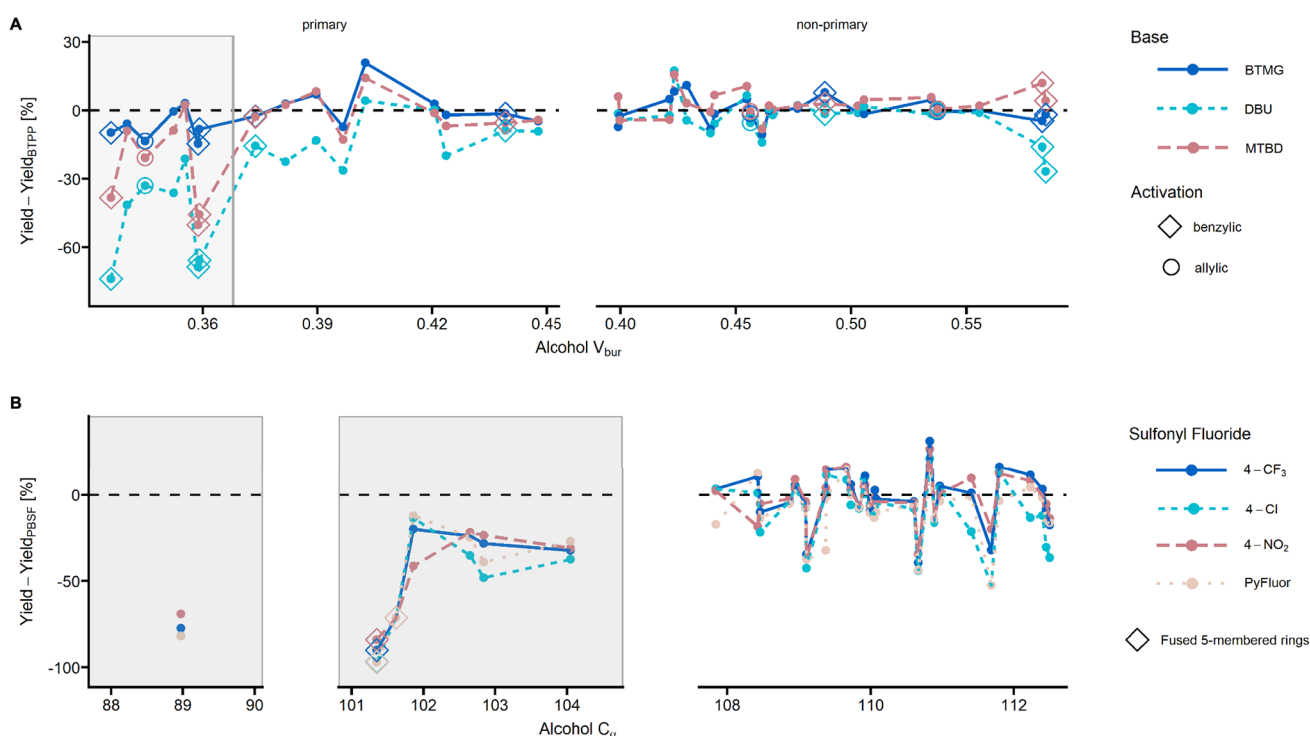 A
primary
non-primary
Yield – Yield_BTPP [%]
30
0
-30
-60
0.36
0.39
0.42
0.45
0.40
0.45
0.50
0.55
Alcohol V_bur
Base
BTMG
DBU
MTBD
Activation
benzylic
allylic
B
Yield – Yield_PBSF [%]
0
-50
-100
88
89
90
101
102
103
104
108
110
112
Alcohol C_α
Sulfonyl Fluoride
4 – CF₃
4 – Cl
4 – NO₂
PyFluor
Fused 5-membered rings